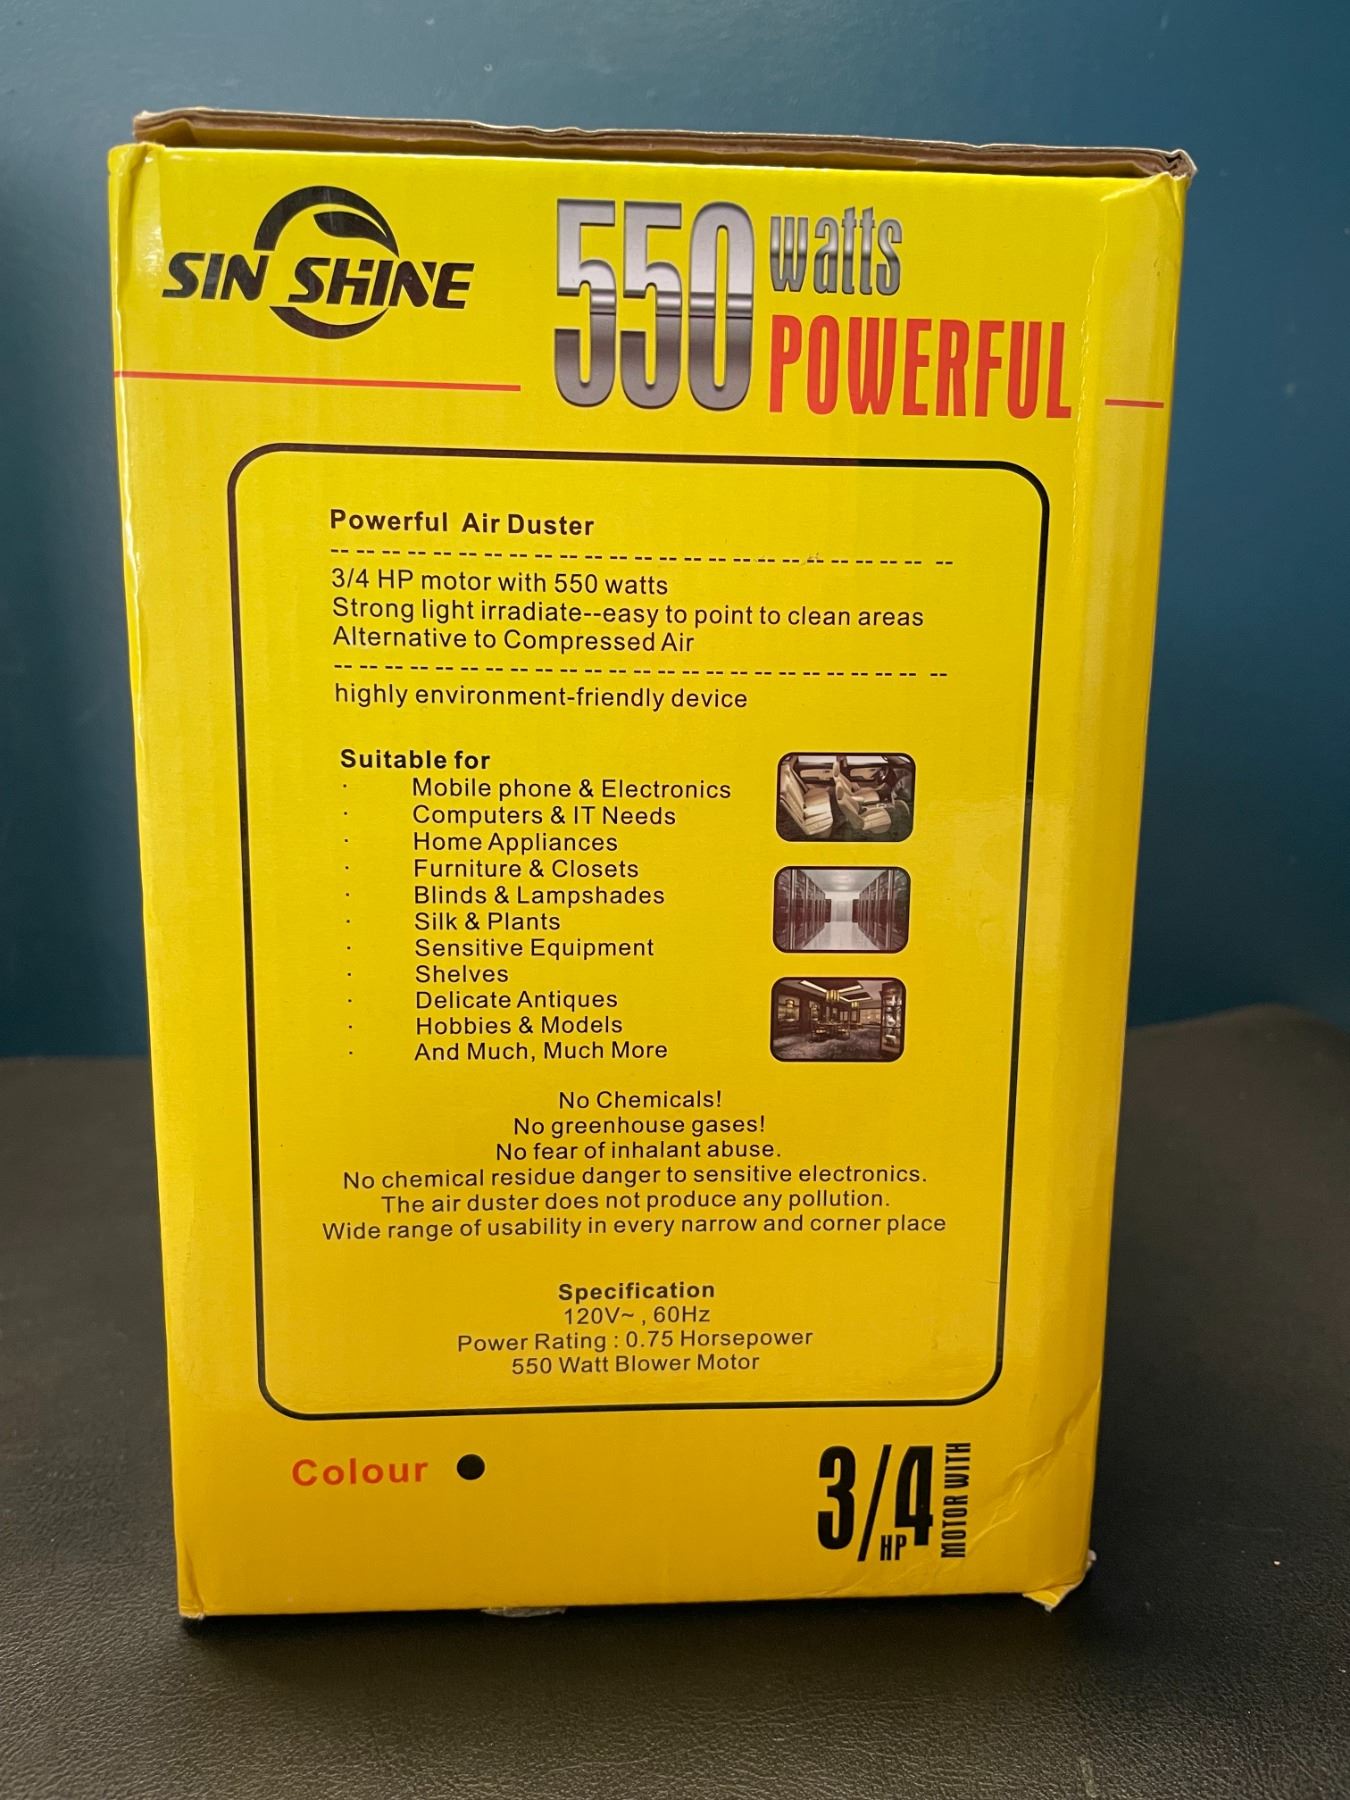 SIN SHINE
550 watts
POWERFUL
Powerful Air Duster
-- -- -- -- -- -- -- -- -- -- -- -- -- -- -- -- -- -- -- -- -- -- -- -- --
3/4 HP motor with 550 watts
Strong light irradiate--easy to point to clean areas
Alternative to Compressed Air
-- -- -- -- -- -- -- -- -- -- -- -- -- -- -- -- -- -- -- -- -- -- -- -- --
highly environment-friendly device
Suitable for
· Mobile phone & Electronics
· Computers & IT Needs
· Home Appliances
· Furniture & Closets
· Blinds & Lampshades
· Silk & Plants
· Sensitive Equipment
· Shelves
· Delicate Antiques
· Hobbies & Models
· And Much, Much More
No Chemicals!
No greenhouse gases!
No fear of inhalant abuse.
No chemical residue danger to sensitive electronics.
The air duster does not produce any pollution.
Wide range of usability in every narrow and corner place
Specification
120V~ , 60Hz
Power Rating : 0.75 Horsepower
550 Watt Blower Motor
Colour
3/4 HP
MOTOR WITH